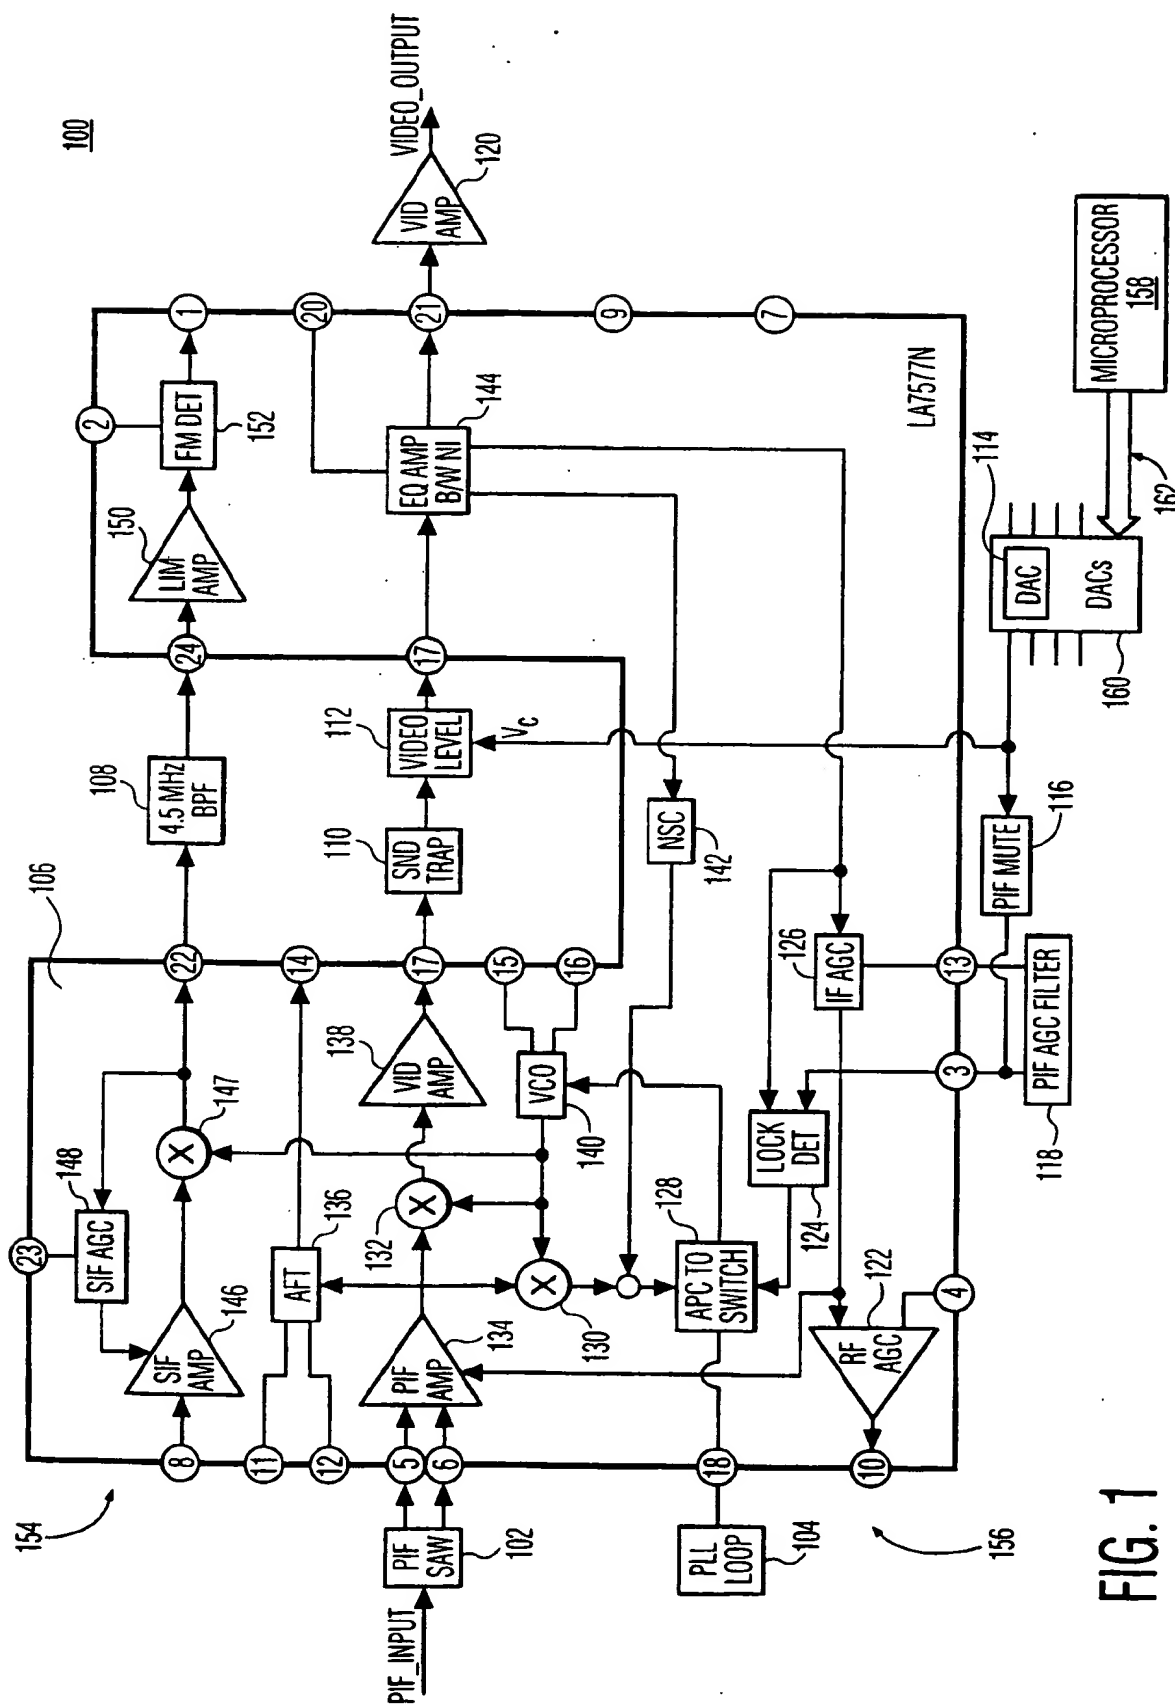 100
154
8
SIF
AMP
146
23
SIF AGC
148
X
147
106
22
4.5 MHz
BPF
108
24
LIM
AMP
150
2
FM DET
152
1
11
12
AFT
136
14
20
PIF_INPUT
PIF
SAW
102
5
6
PIF
AMP
134
X
132
VID
AMP
138
17
SND
TRAP
110
VIDEO
LEVEL
112
VC
17
EQ AMP
B/W NI
144
21
VID
AMP
120
VIDEO_OUTPUT
X
130
VCO
140
15
16
NSC
142
9
7
PLL
LOOP
104
18
APC TO
SWITCH
128
LOCK
DET
124
IF AGC
126
LA7577N
156
10
RF
AGC
122
4
3
13
PIF AGC FILTER
118
PIF MUTE
116
DAC
114
DACs
160
162
MICROPROCESSOR
158
FIG. 1